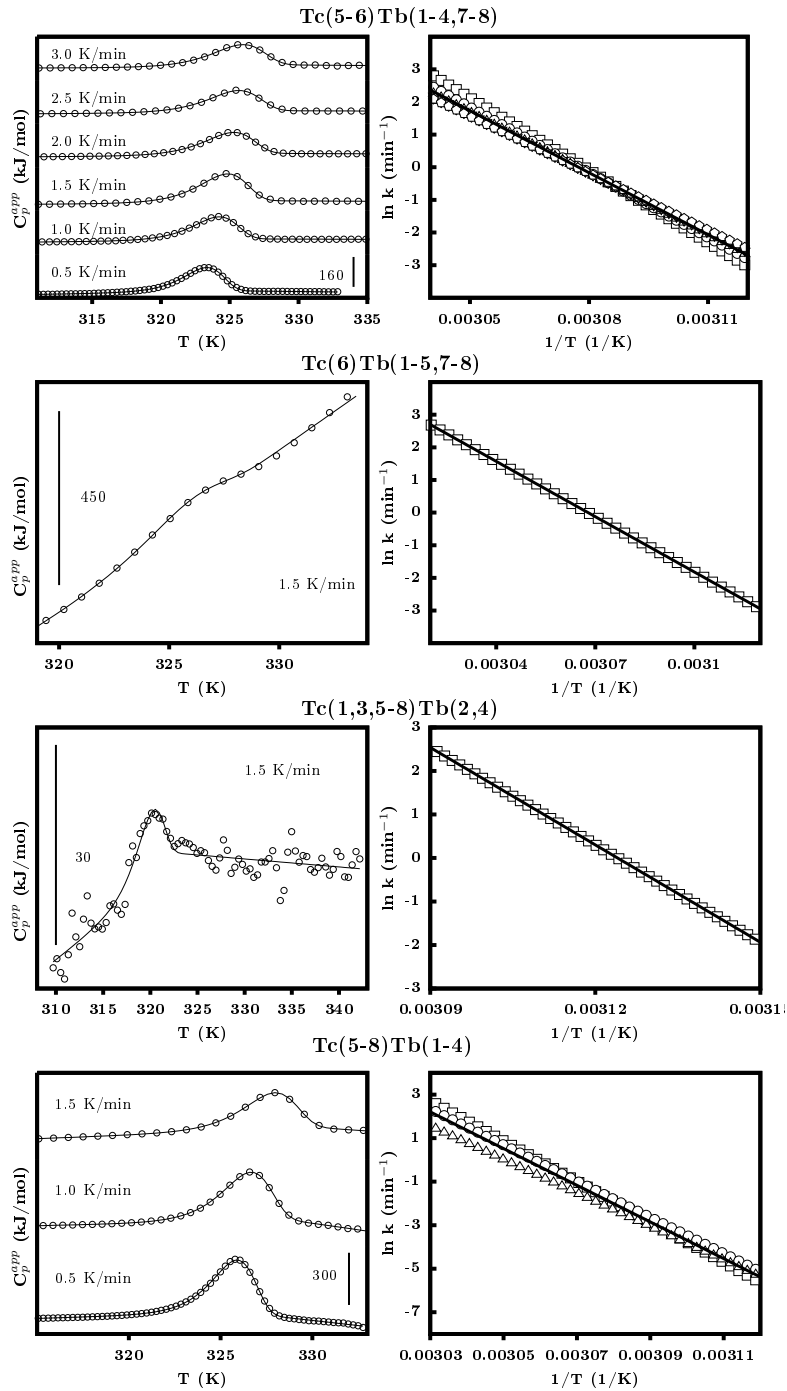 Tc(5-6)Tb(1-4,7-8)
3.0 K/min
2.5 K/min
2.0 K/min
1.5 K/min
1.0 K/min
0.5 K/min
160
C_p^app (kJ/mol)
315 320 325 330 335
T (K)
3
2
1
0
-1
-2
-3
ln k (min⁻¹)
0.00305 0.00308 0.00311
1/T (1/K)
Tc(6)Tb(1-5,7-8)
450
1.5 K/min
C_p^app (kJ/mol)
320 325 330
T (K)
3
2
1
0
-1
-2
-3
ln k (min⁻¹)
0.00304 0.00307 0.0031
1/T (1/K)
Tc(1,3,5-8)Tb(2,4)
1.5 K/min
30
C_p^app (kJ/mol)
310 315 320 325 330 335 340
T (K)
3
2
1
0
-1
-2
-3
ln k (min⁻¹)
0.00309 0.00312 0.00315
1/T (1/K)
Tc(5-8)Tb(1-4)
1.5 K/min
1.0 K/min
0.5 K/min
300
C_p^app (kJ/mol)
320 325 330
T (K)
3
1
-1
-3
-5
-7
ln k (min⁻¹)
0.00303 0.00305 0.00307 0.00309 0.00311
1/T (1/K)